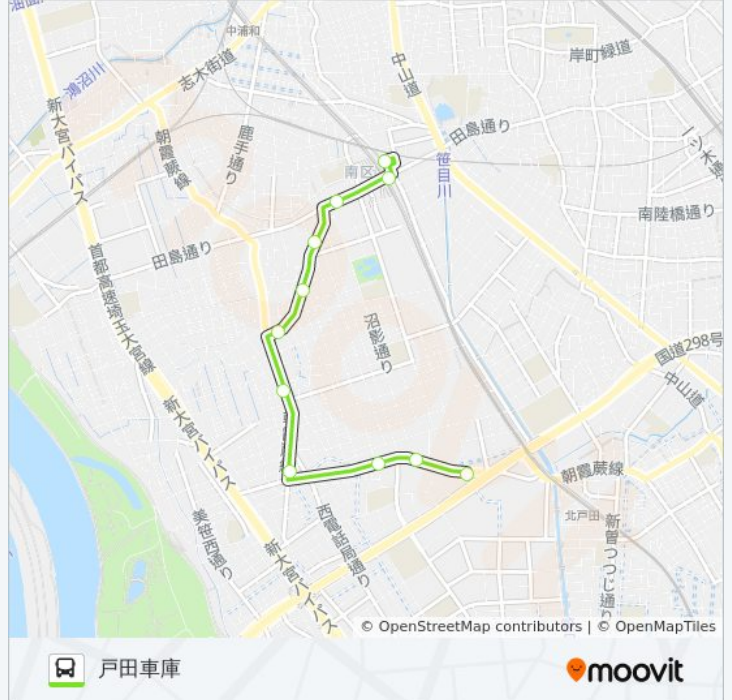 中浦和
中山道
岸町緑道
鴻沼川
志木街道
新大宮バイパス
朝霞蕨線
鹿手通り
田島通り
一ツ木通
笹目川
南区
南陸橋通り
田島通り
首都高速埼玉大宮線
沼影通り
国道298号
中山道
新大宮バイパス
朝霞蕨線
美笹西通り
西電話局通り
北戸田
新曽つつじ通り
新大宮バイパス
© OpenStreetMap contributors | © OpenMapTiles
戸田車庫
moovit